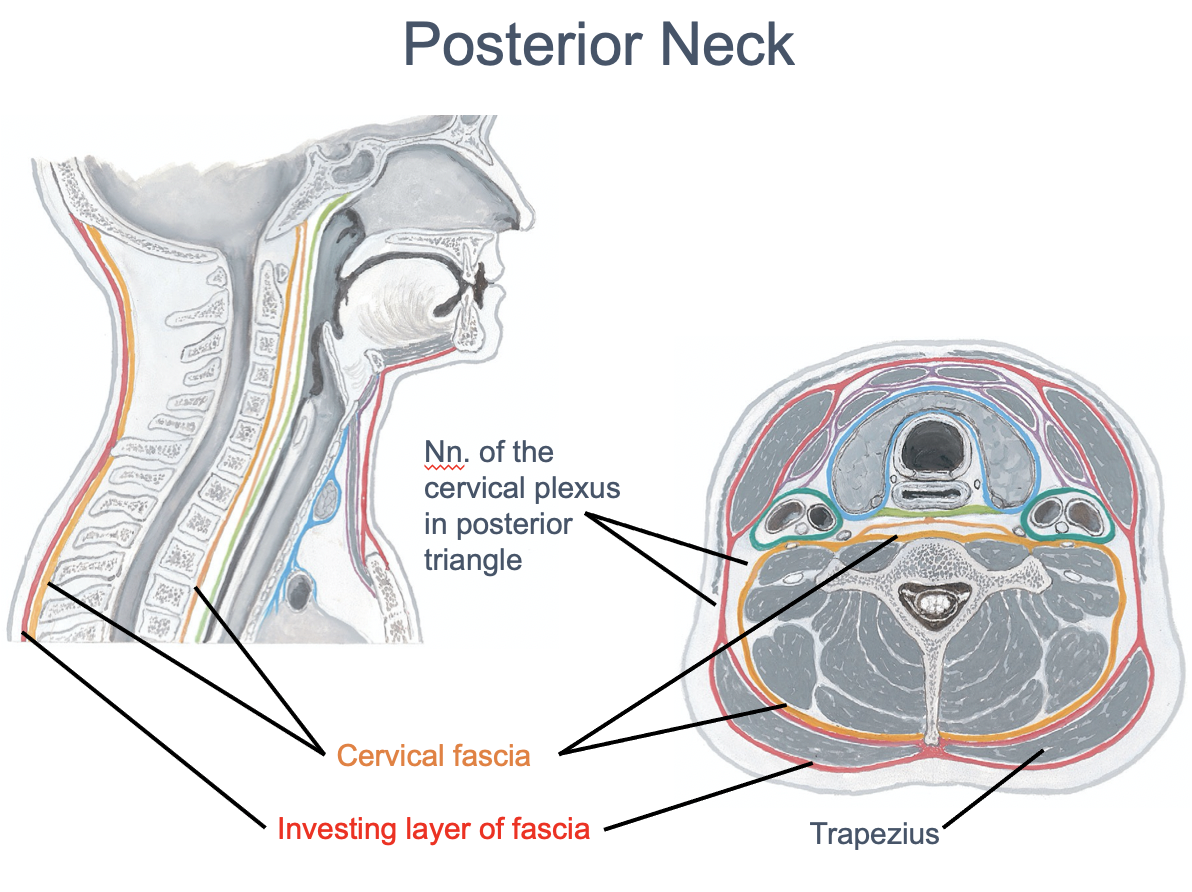 Posterior Neck
Nn. of the
cervical plexus
in posterior
triangle
Cervical fascia
Investing layer of fascia
Trapezius